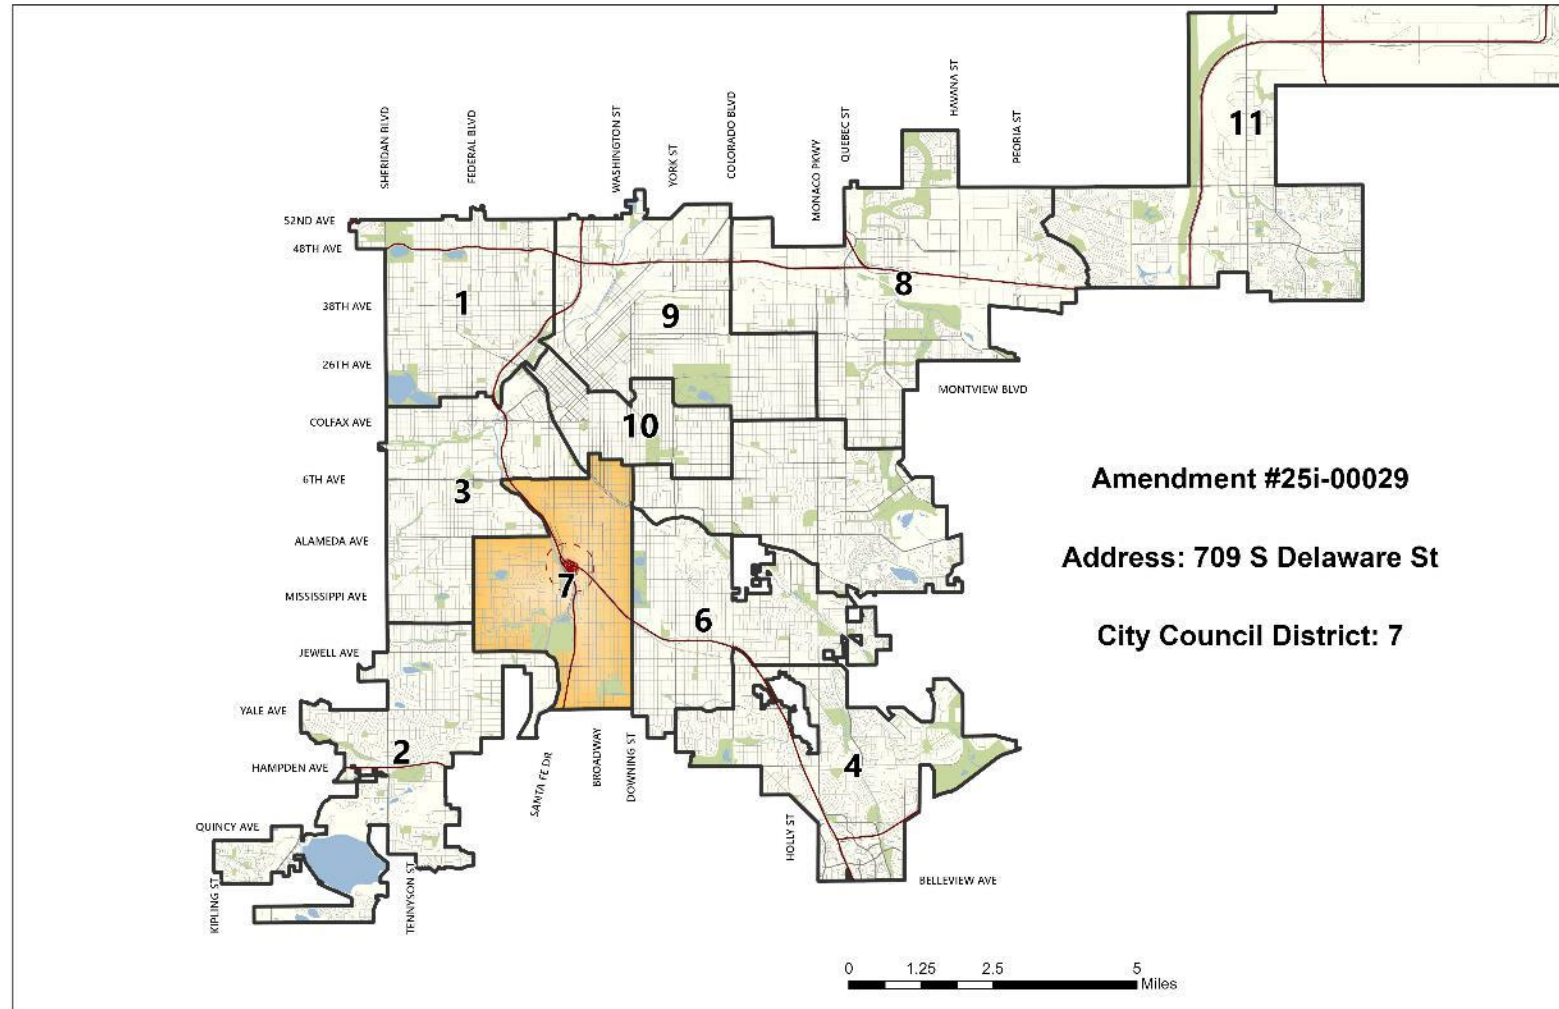 SHERIDAN BLVD
FEDERAL BLVD
WASHINGTON ST
YORK ST
COLORADO BLVD
MONACO PKWY
QUEBEC ST
HAVANA ST
PEORIA ST
11
52ND AVE
48TH AVE
38TH AVE
26TH AVE
COLFAX AVE
6TH AVE
ALAMEDA AVE
MISSISSIPPI AVE
JEWELL AVE
YALE AVE
HAMPDEN AVE
QUINCY AVE
1
9
8
10
3
7
6
2
4
MONTVIEW BLVD
Amendment #25i-00029
Address: 709 S Delaware St
City Council District: 7
SANTA FE DR
BROADWAY
DOWNING ST
HOLLY ST
BELLEVIEW AVE
KIPLING ST
TENNYSON ST
0 1.25 2.5 5
Miles